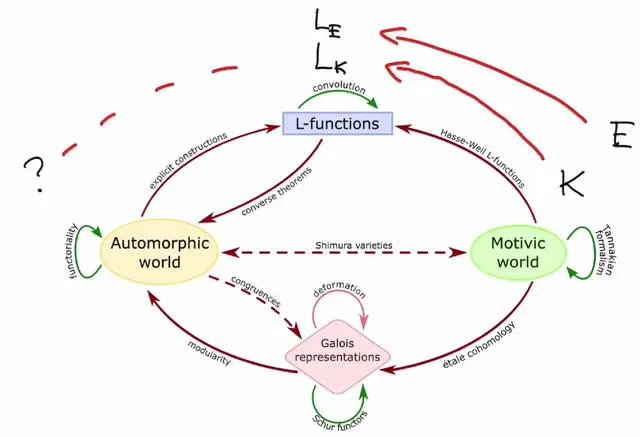 L_E
L_K
convolution
L-functions
E
explicit constructions
converse theorems
Hasse-Weil L-functions
?
K
functoriality
Automorphic
world
Shimura varieties
Motivic
world
Tannakian
formalism
congruences
deformation
Galois
representations
modularity
étale cohomology
Schur functors